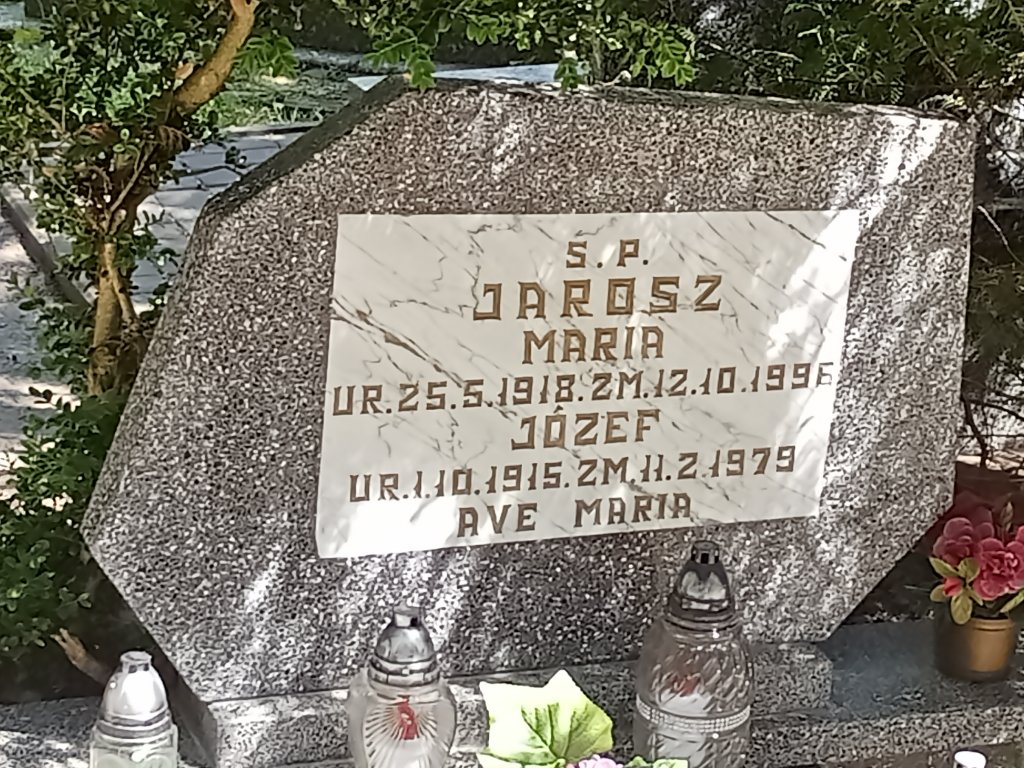 S.P.
JAROSZ
MARIA
UR.25.5.1918.ZM.12.10.1996
JÓZEF
UR.1.10.1915.ZM.11.2.1979
AVE MARIA